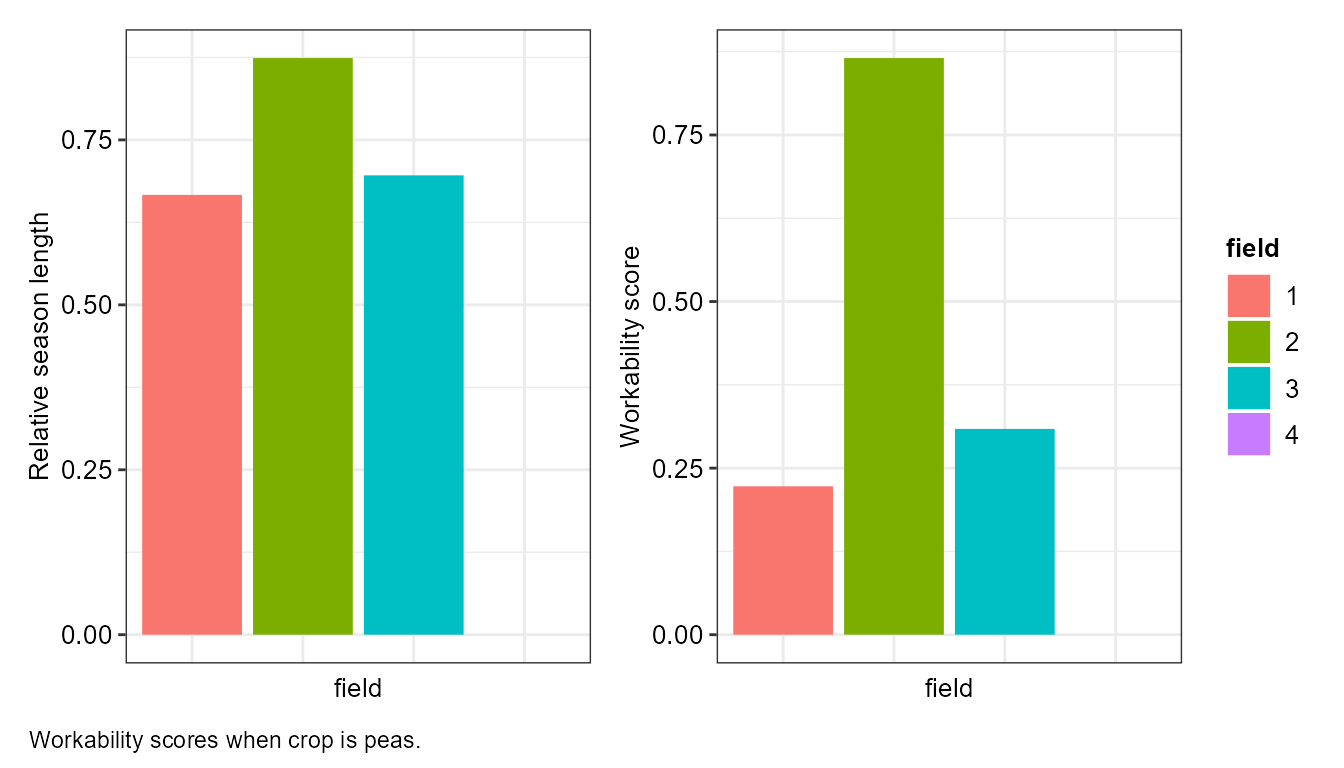 Relative season length
0.75
0.50
0.25
0.00
field
Workability score
0.75
0.50
0.25
0.00
field
field
1
2
3
4
Workability scores when crop is peas.